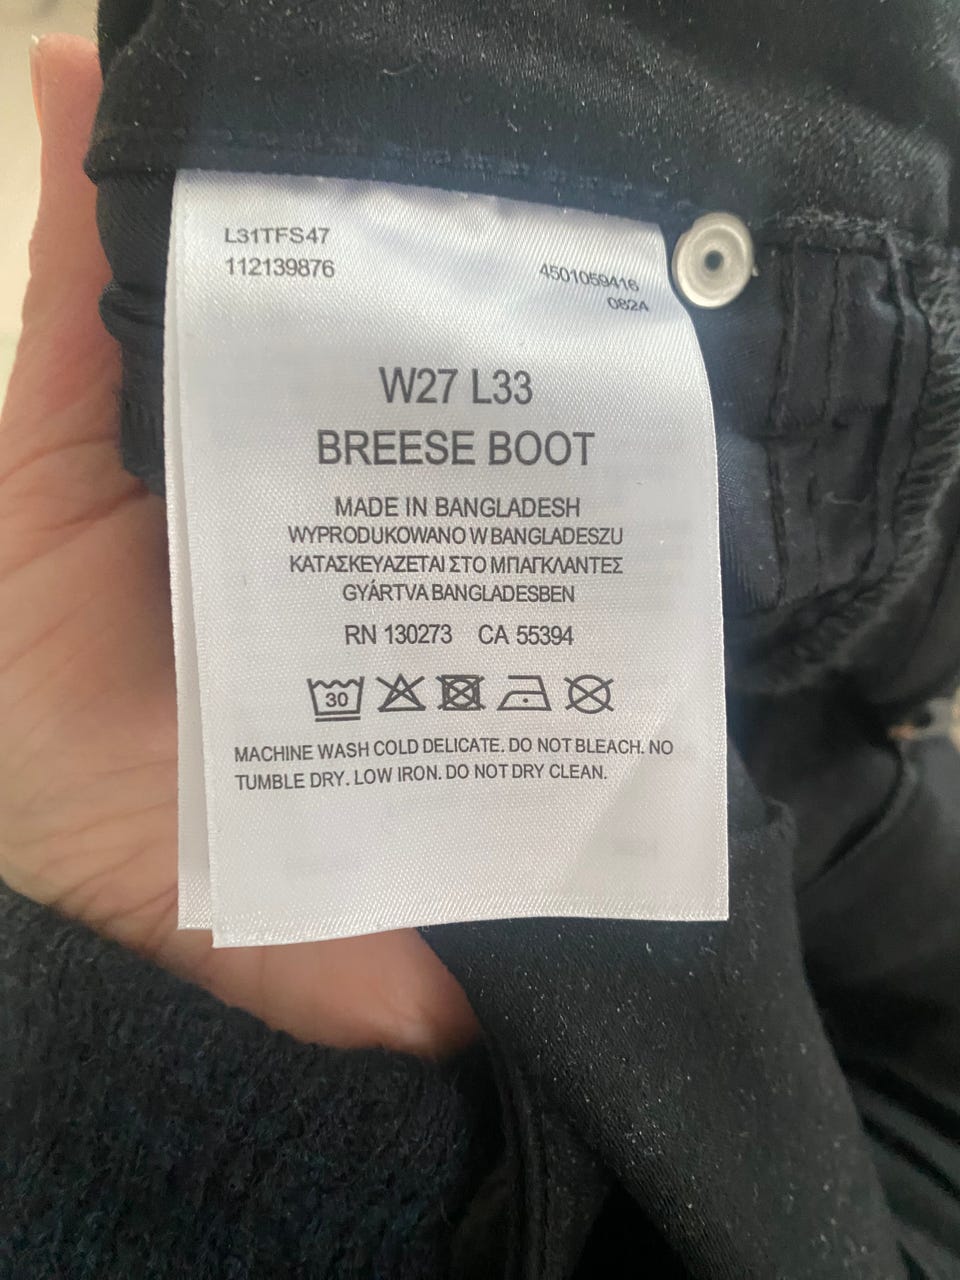 L31TFS47
112139876
4501059416
082A
W27 L33
BREESE BOOT
MADE IN BANGLADESH
WYPRODUKOWANO W BANGLADESZU
ΚΑΤΑΣΚΕΥΑΖΕΤΑΙ ΣΤΟ ΜΠΑΓΚΛΑΝΤΕΣ
GYÁRTVA BANGLADESBEN
RN 130273 CA 55394
30
MACHINE WASH COLD DELICATE. DO NOT BLEACH. NO
TUMBLE DRY. LOW IRON. DO NOT DRY CLEAN.